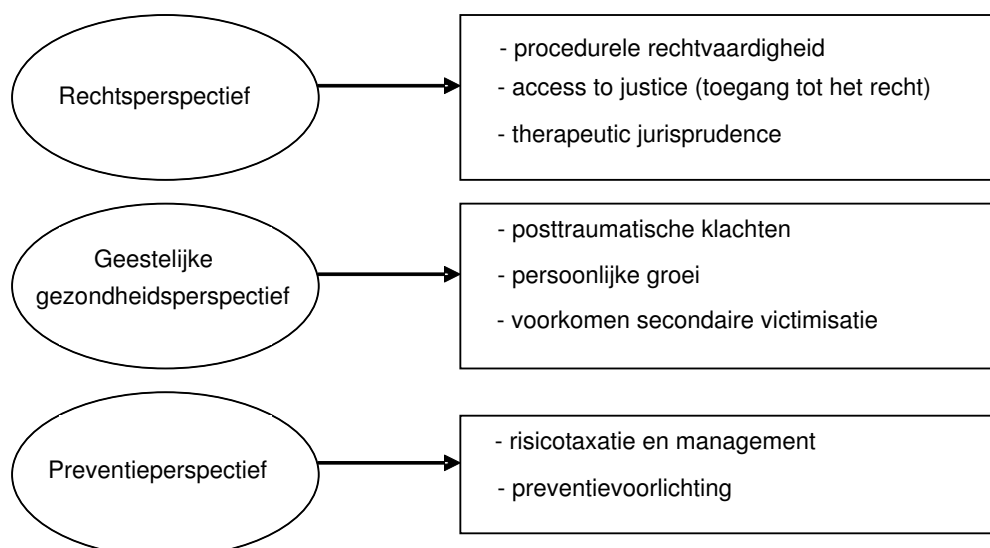 Rechtsperspectief
- procedurele rechtvaardigheid
- access to justice (toegang tot het recht)
- therapeutic jurisprudence
Geestelijke
gezondheidsperspectief
- posttraumatische klachten
- persoonlijke groei
- voorkomen secondaire victimisatie
Preventieperspectief
- risicotaxatie en management
- preventievoorlichting